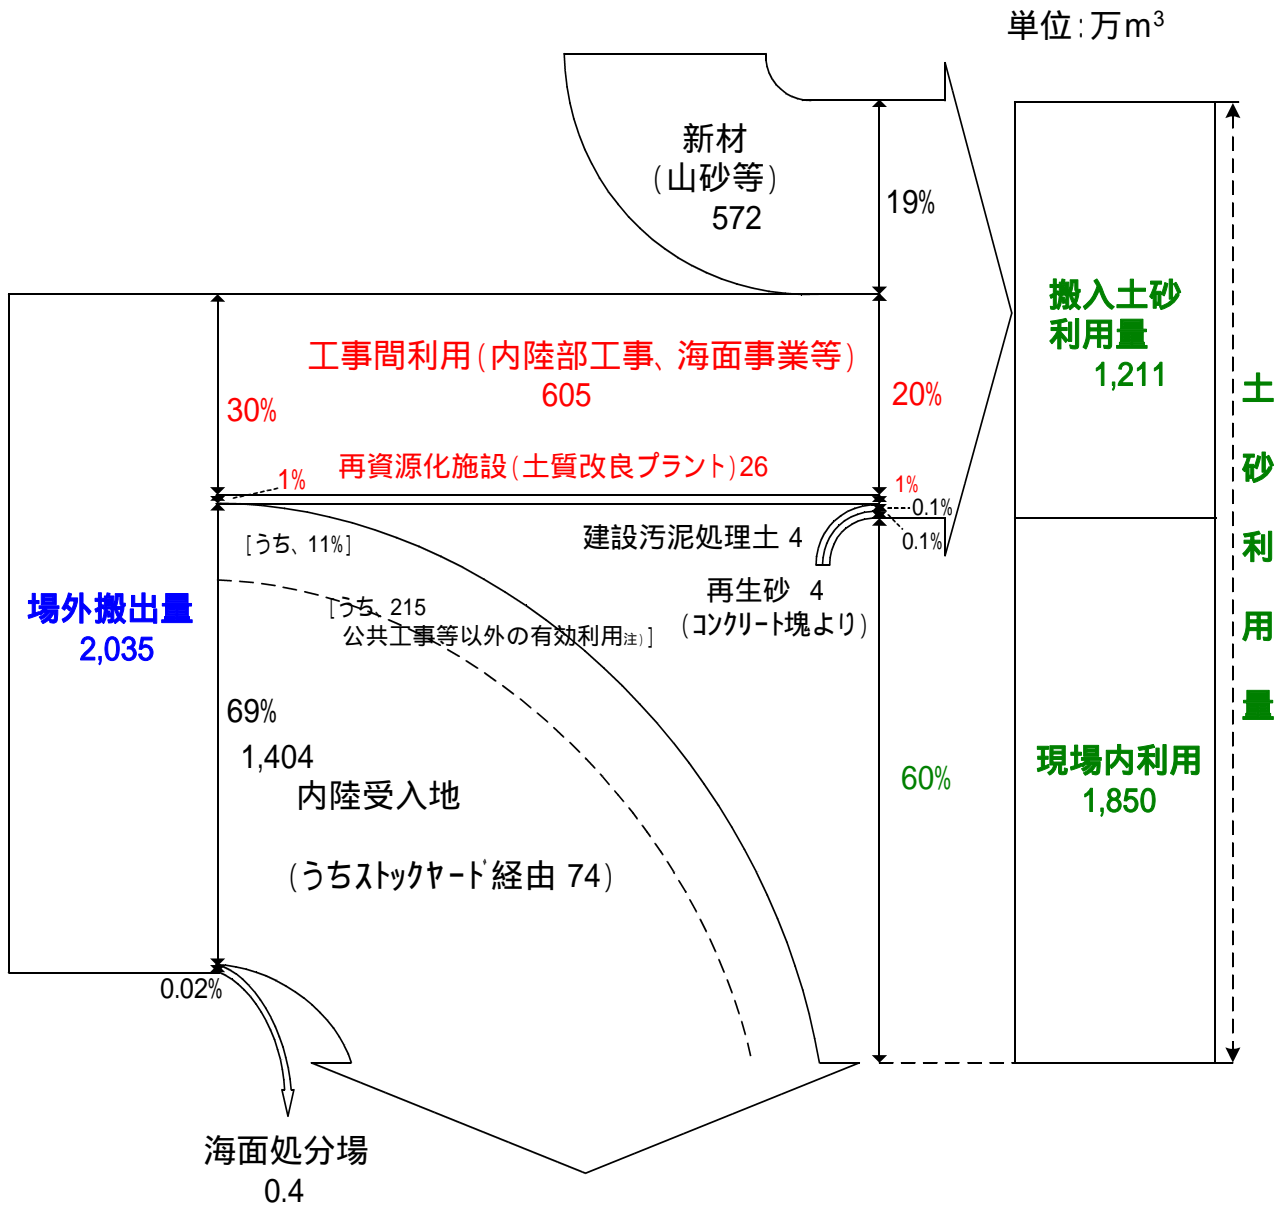 単位:万m³
新材
(山砂等)
572
19%
搬入土砂
利用量
1,211
工事間利用(内陸部工事、海面事業等)
605
30%
20%
再資源化施設(土質改良プラント)26
1%
1%
0.1%
0.1%
[うち、11%]
建設汚泥処理土 4
再生砂 4
(コンクリート塊より)
場外搬出量
2,035
[うち、215
公共工事等以外の有効利用注)]
69%
1,404
内陸受入地
(うちストックヤード経由 74)
60%
現場内利用
1,850
土砂利用量
0.02%
海面処分場
0.4